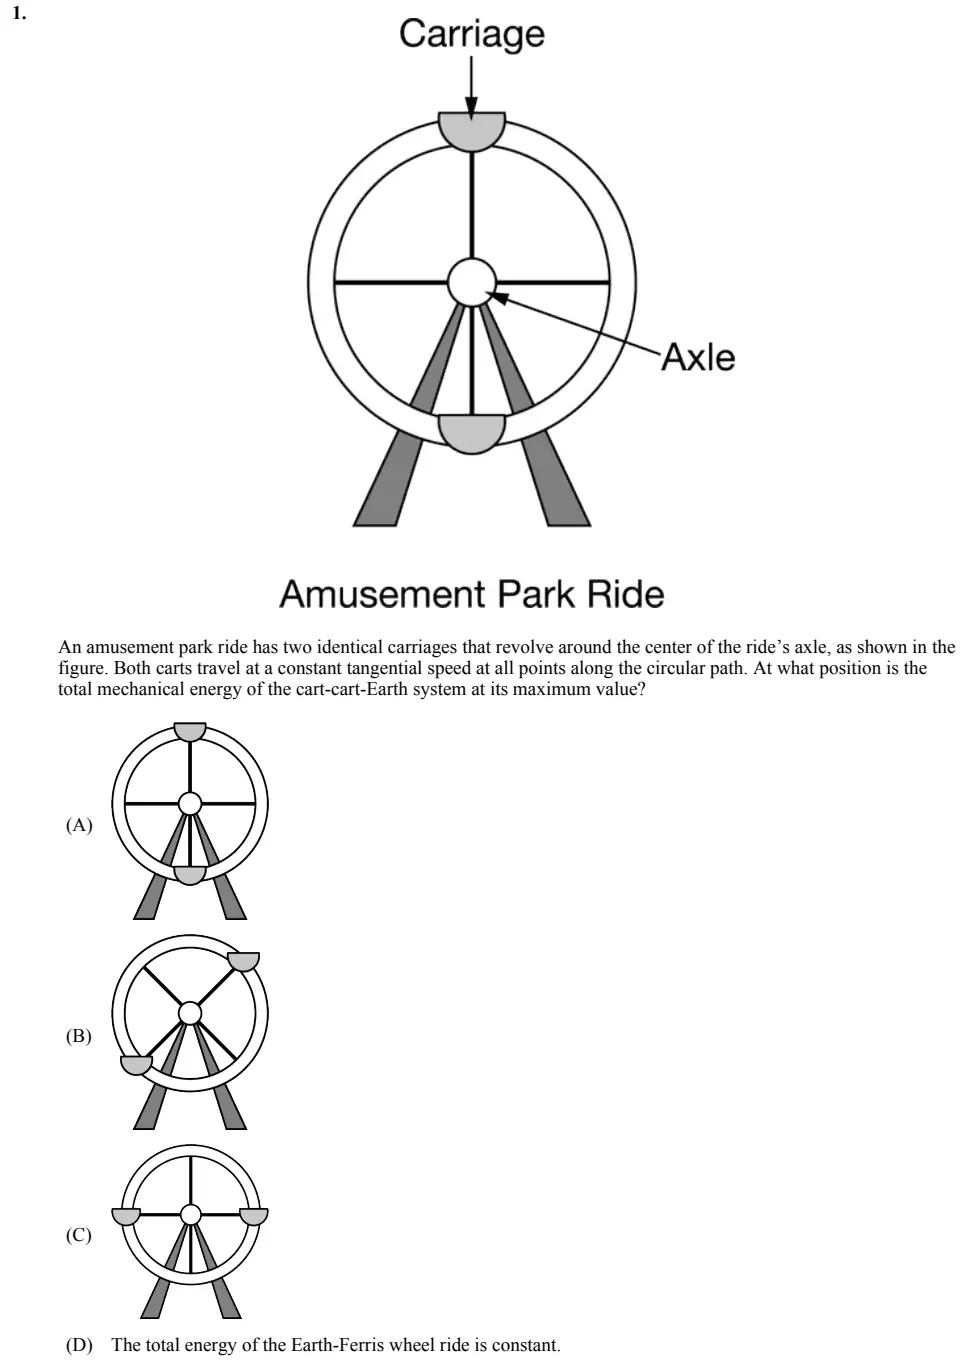 1.
Carriage
Axle
Amusement Park Ride
An amusement park ride has two identical carriages that revolve around the center of the ride’s axle, as shown in the
figure. Both carts travel at a constant tangential speed at all points along the circular path. At what position is the
total mechanical energy of the cart-cart-Earth system at its maximum value?
(A)
(B)
(C)
(D) The total energy of the Earth-Ferris wheel ride is constant.